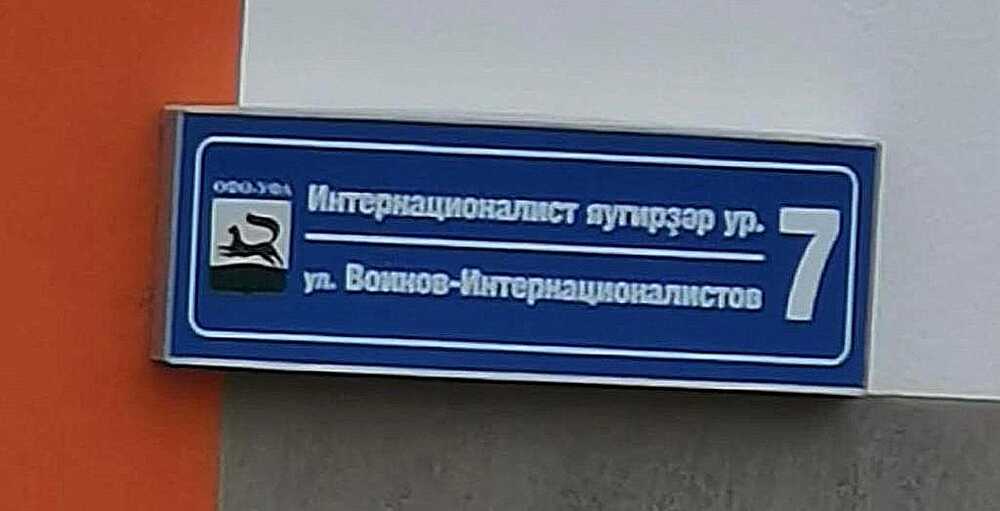 ӨФӨ-УФА
Интернационалист яугирҙәр ур.
ул. Воинов-Интернационалистов
7